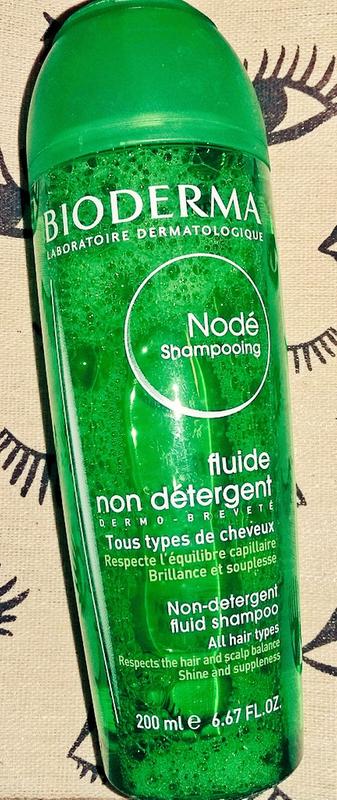 BIODERMA
LABORATOIRE DERMATOLOGIQUE
Nodé
Shampooing
fluide
non détergent
DERMO-BREVETÉ
Tous types de cheveux
Respecte l'équilibre capillaire
Brillance et souplesse
Non-detergent
fluid shampoo
All hair types
Respects the hair and scalp balance
Shine and suppleness
200 ml e 6.67 FL.OZ.